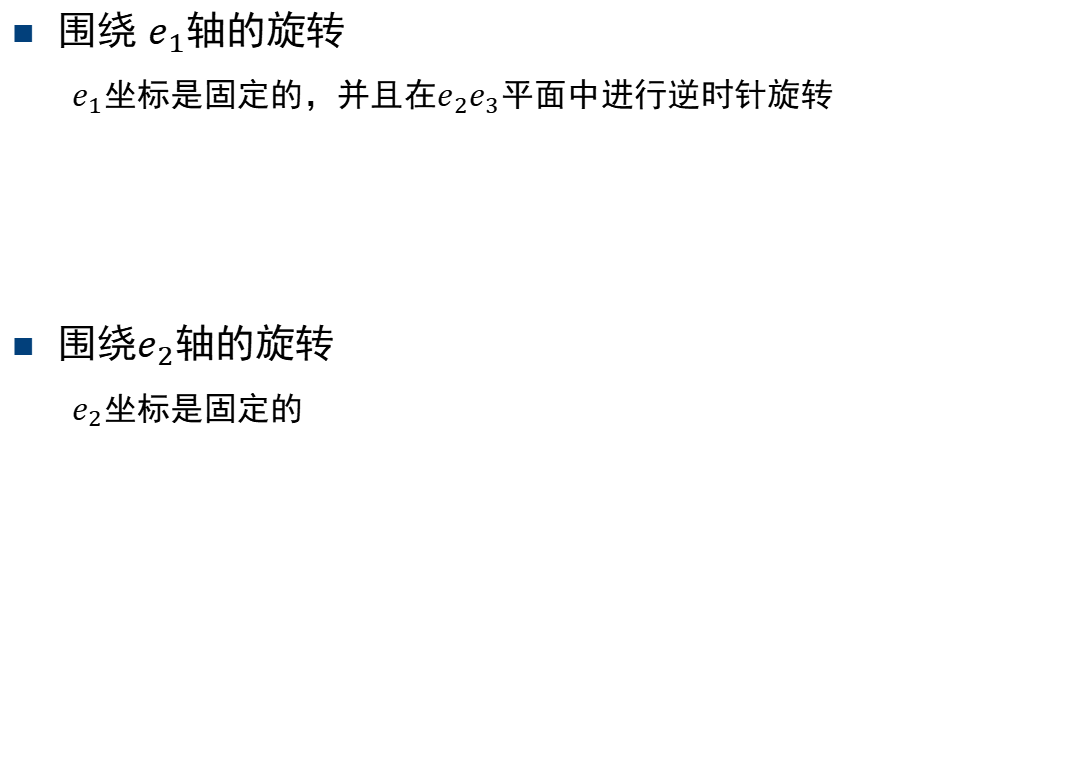 ■ 围绕 e₁轴的旋转
e₁坐标是固定的，并且在e₂e₃平面中进行逆时针旋转
■ 围绕e₂轴的旋转
e₂坐标是固定的